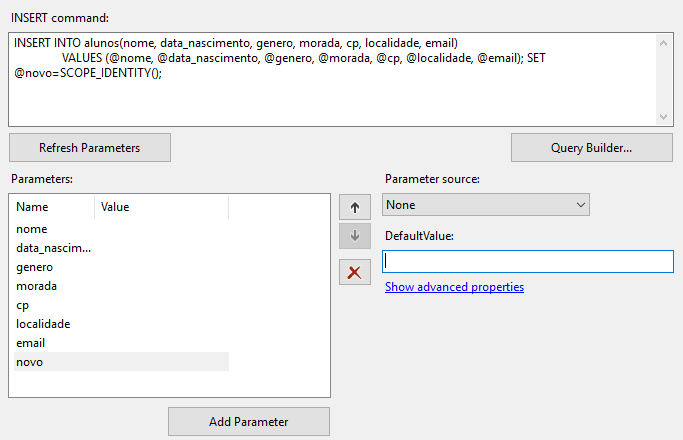 INSERT command:
INSERT INTO alunos(nome, data_nascimento, genero, morada, cp, localidade, email)
VALUES (@nome, @data_nascimento, @genero, @morada, @cp, @localidade, @email); SET
@novo=SCOPE_IDENTITY();
Refresh Parameters
Query Builder...
Parameters:
Name Value
nome
data_nascim...
genero
morada
cp
localidade
email
novo
Add Parameter
Parameter source:
None
DefaultValue:
Show advanced properties